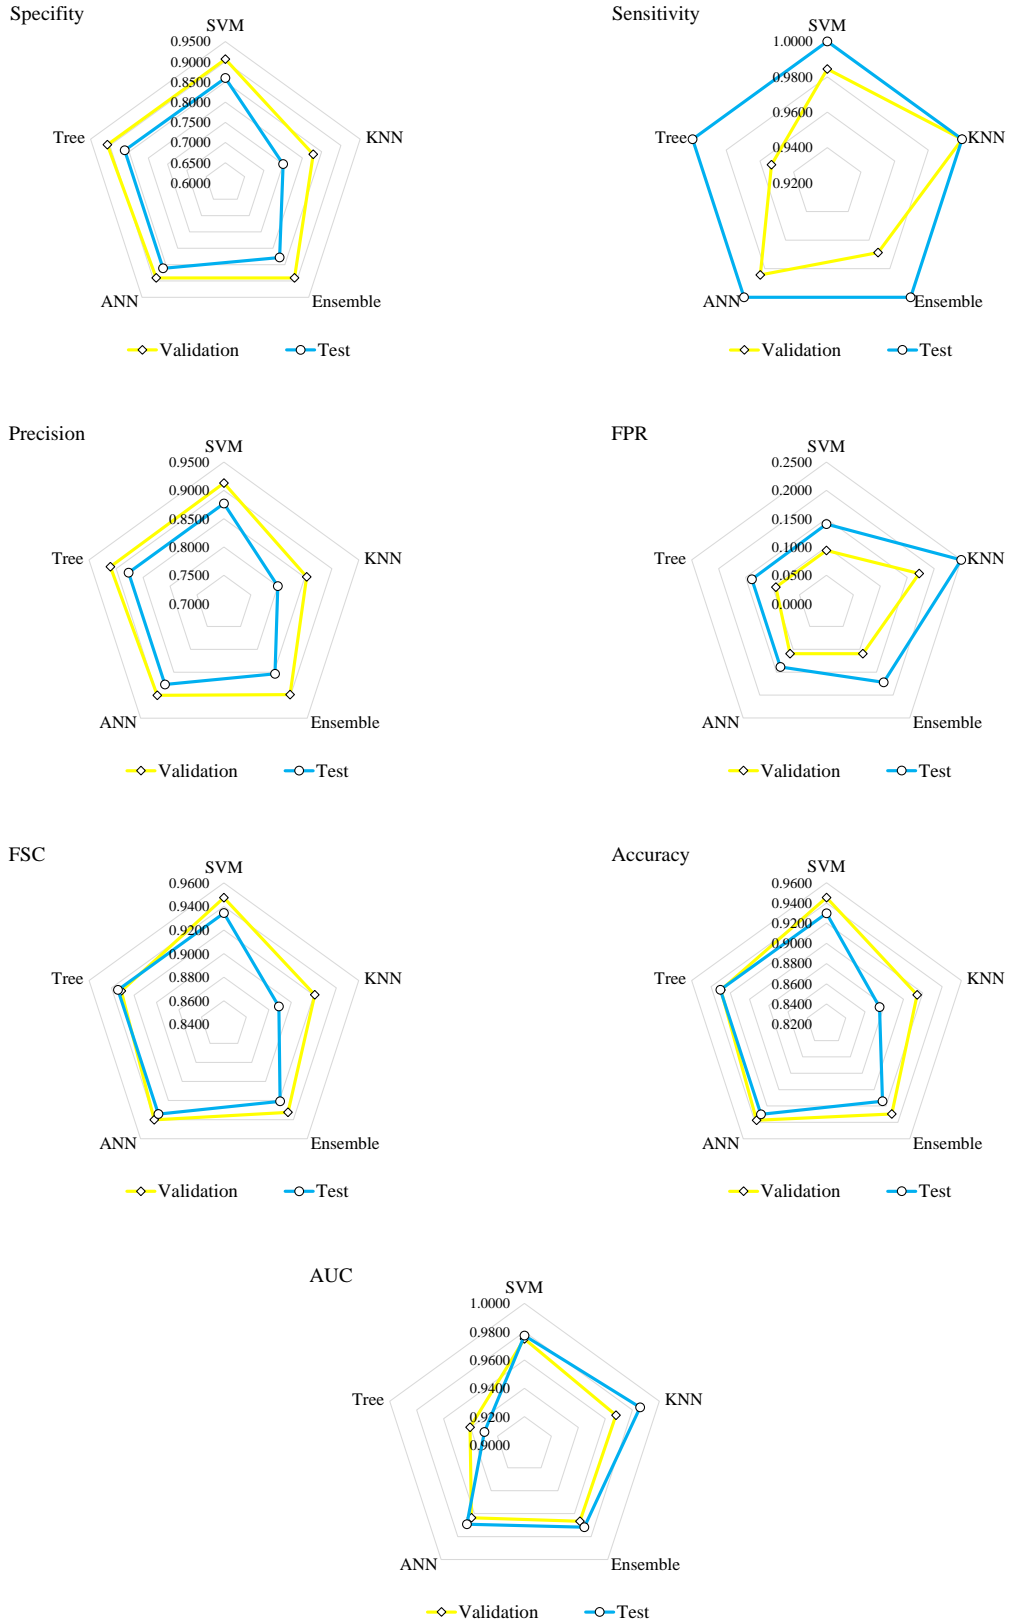 Specifity
SVM
0.9500
0.9000
0.8500
0.8000
0.7500
0.7000
0.6500
0.6000
Tree
KNN
ANN
Ensemble
Validation
Test
Sensitivity
SVM
1.0000
0.9800
0.9600
0.9400
0.9200
Tree
KNN
ANN
Ensemble
Validation
Test
Precision
SVM
0.9500
0.9000
0.8500
0.8000
0.7500
0.7000
Tree
KNN
ANN
Ensemble
Validation
Test
FPR
SVM
0.2500
0.2000
0.1500
0.1000
0.0500
0.0000
Tree
KNN
ANN
Ensemble
Validation
Test
FSC
SVM
0.9600
0.9400
0.9200
0.9000
0.8800
0.8600
0.8400
Tree
KNN
ANN
Ensemble
Validation
Test
Accuracy
SVM
0.9600
0.9400
0.9200
0.9000
0.8800
0.8600
0.8400
0.8200
Tree
KNN
ANN
Ensemble
Validation
Test
AUC
SVM
1.0000
0.9800
0.9600
0.9400
0.9200
0.9000
Tree
KNN
ANN
Ensemble
Validation
Test